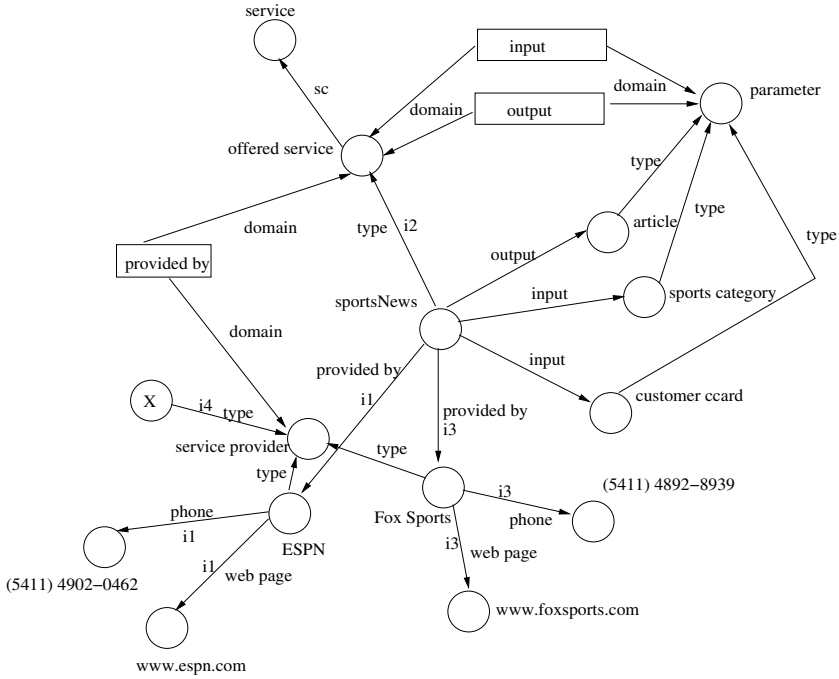 service
input
sc
domain
domain
parameter
output
offered service
type
type
article
type
type
i2
domain
output
provided by
input
sports category
sportsNews
domain
input
provided by
customer ccard
X
i4
type
i1
provided by
i3
service provider
type
type
i3
(5411) 4892−8939
phone
i1
ESPN
Fox Sports
phone
i3
web page
(5411) 4902−0462
i1
web page
www.foxsports.com
www.espn.com